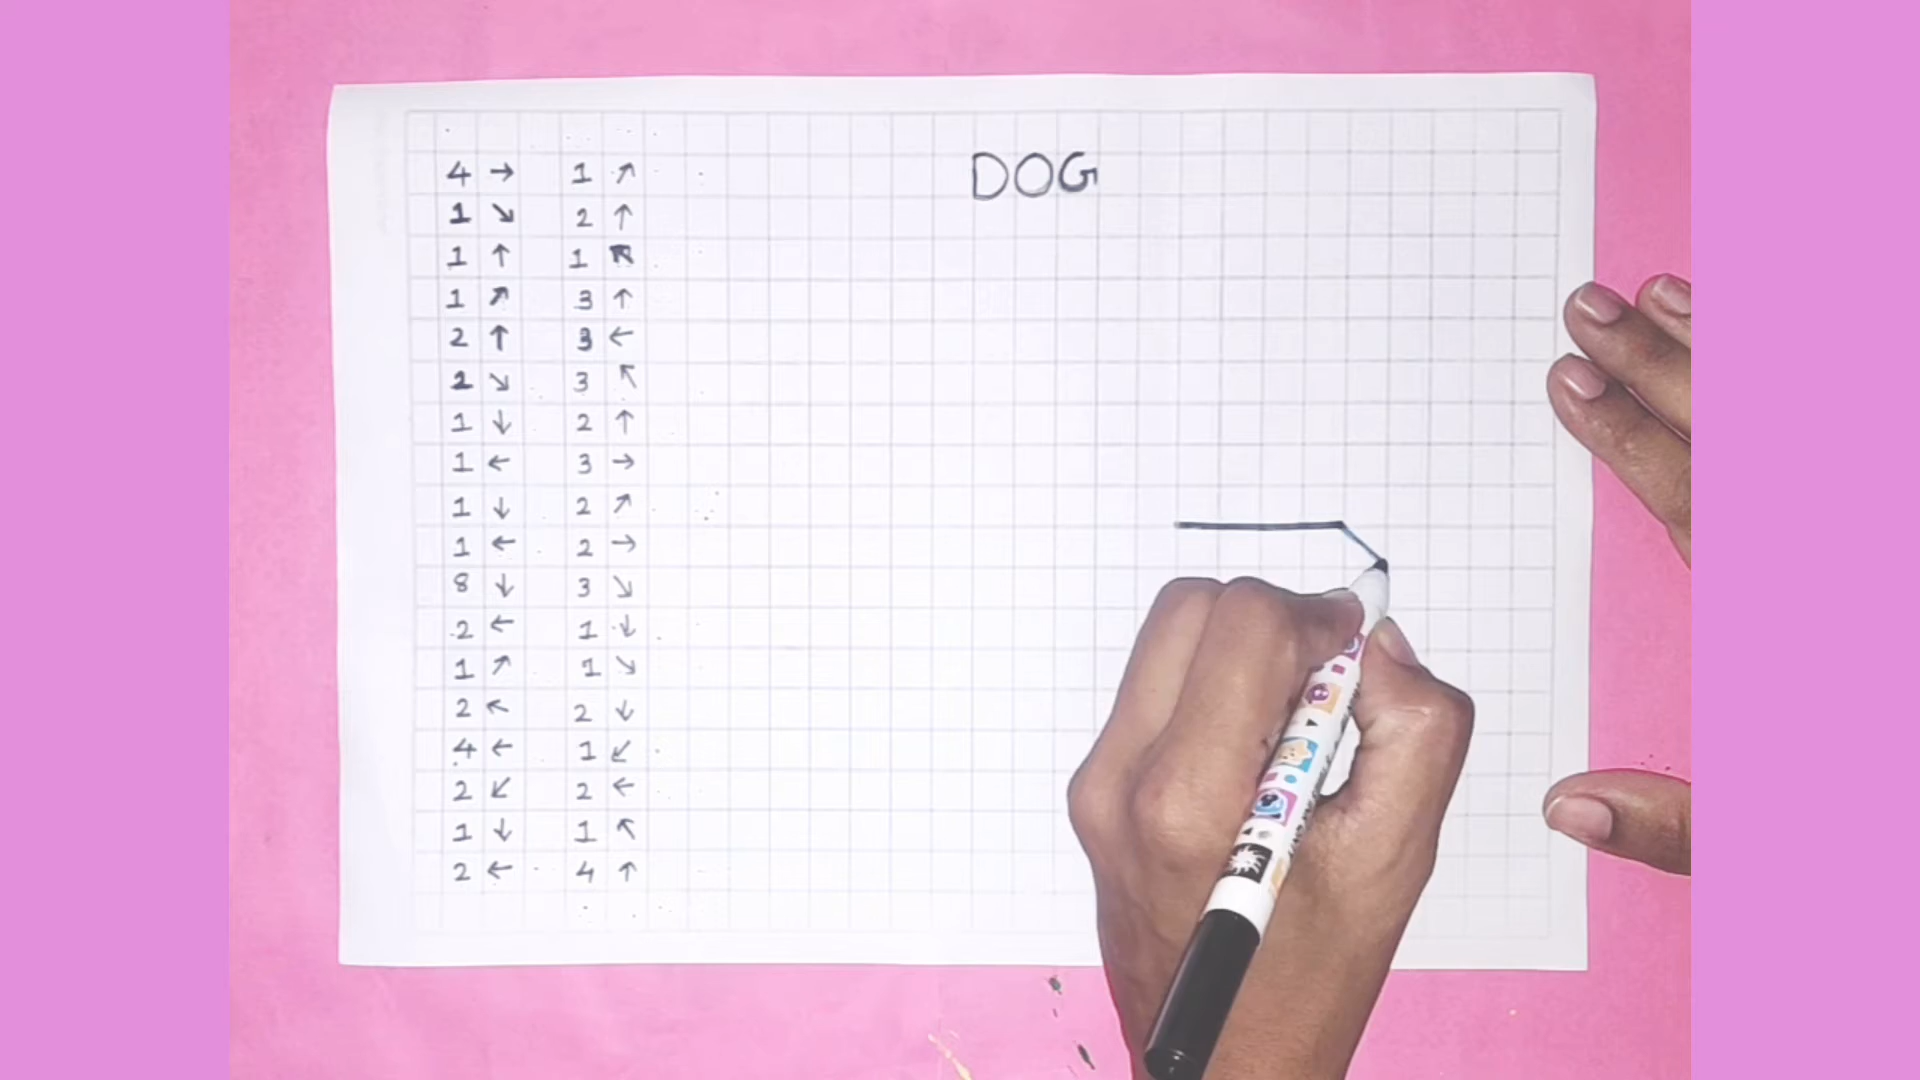 DOG
4 → 1 ↗
1 ↘ 2 ↑
1 ↑ 1 ↖
1 ↗ 3 ↑
2 ↑ 3 ←
2 ↘ 3 ↖
1 ↓ 2 ↑
1 ← 3 →
1 ↓ 2 ↗
1 ← 2 →
8 ↓ 3 ↘
2 ← 1 ↓
1 ↗ 1 ↘
2 ↖ 2 ↓
4 ← 1 ↙
2 ↙ 2 ←
1 ↓ 1 ↖
2 ← 4 ↑